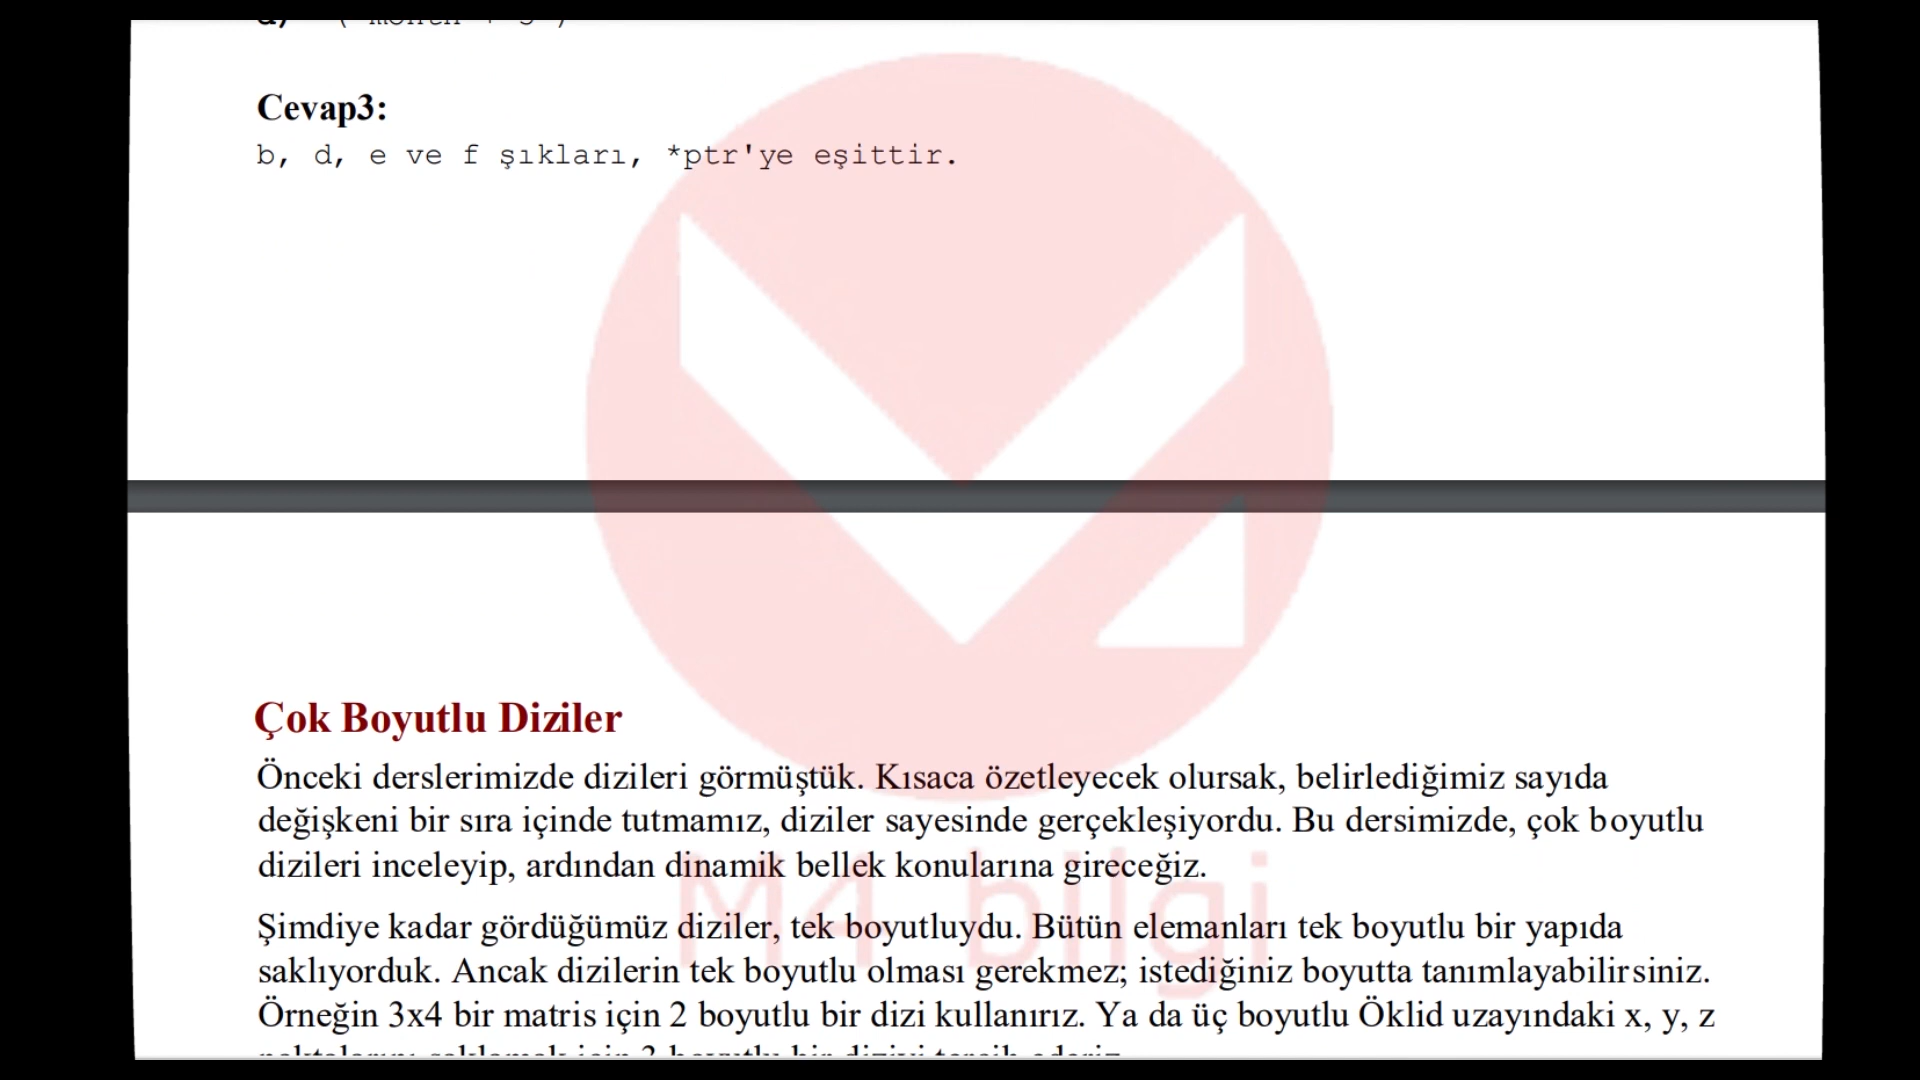 Cevap3:
b, d, e ve f şıkları, *ptr'ye eşittir.
Çok Boyutlu Diziler
Önceki derslerimizde dizileri görmüştük. Kısaca özetleyecek olursak, belirlediğimiz sayıda
değişkeni bir sıra içinde tutmamız, diziler sayesinde gerçekleşiyordu. Bu dersimizde, çok boyutlu
dizileri inceleyip, ardından dinamik bellek konularına gireceğiz.
M4 bilgi
Şimdiye kadar gördüğümüz diziler, tek boyutluydu. Bütün elemanları tek boyutlu bir yapıda
saklıyorduk. Ancak dizilerin tek boyutlu olması gerekmez; istediğiniz boyutta tanımlayabilirsiniz.
Örneğin 3x4 bir matris için 2 boyutlu bir dizi kullanırız. Ya da üç boyutlu Öklid uzayındaki x, y, z